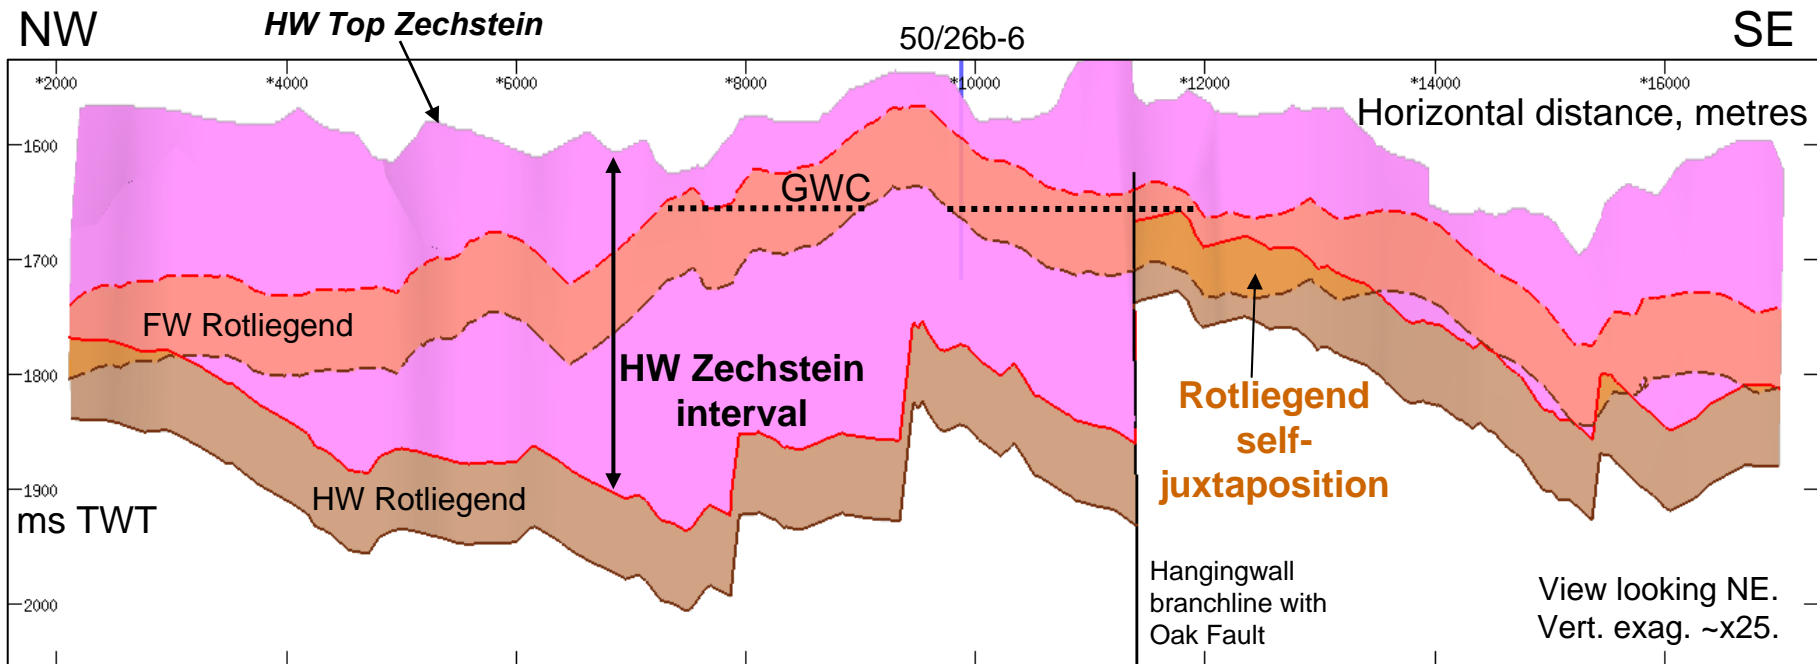 NW
HW Top Zechstein
50/26b-6
SE
*2000
*4000
*6000
*8000
*10000
*12000
*14000
*16000
Horizontal distance, metres
1600
GWC
1700
FW Rotliegend
1800
HW Zechstein
interval
Rotliegend
self-
juxtaposition
1900
HW Rotliegend
ms TWT
Hangingwall
branchline with
Oak Fault
View looking NE.
Vert. exag. ~x25.
2000